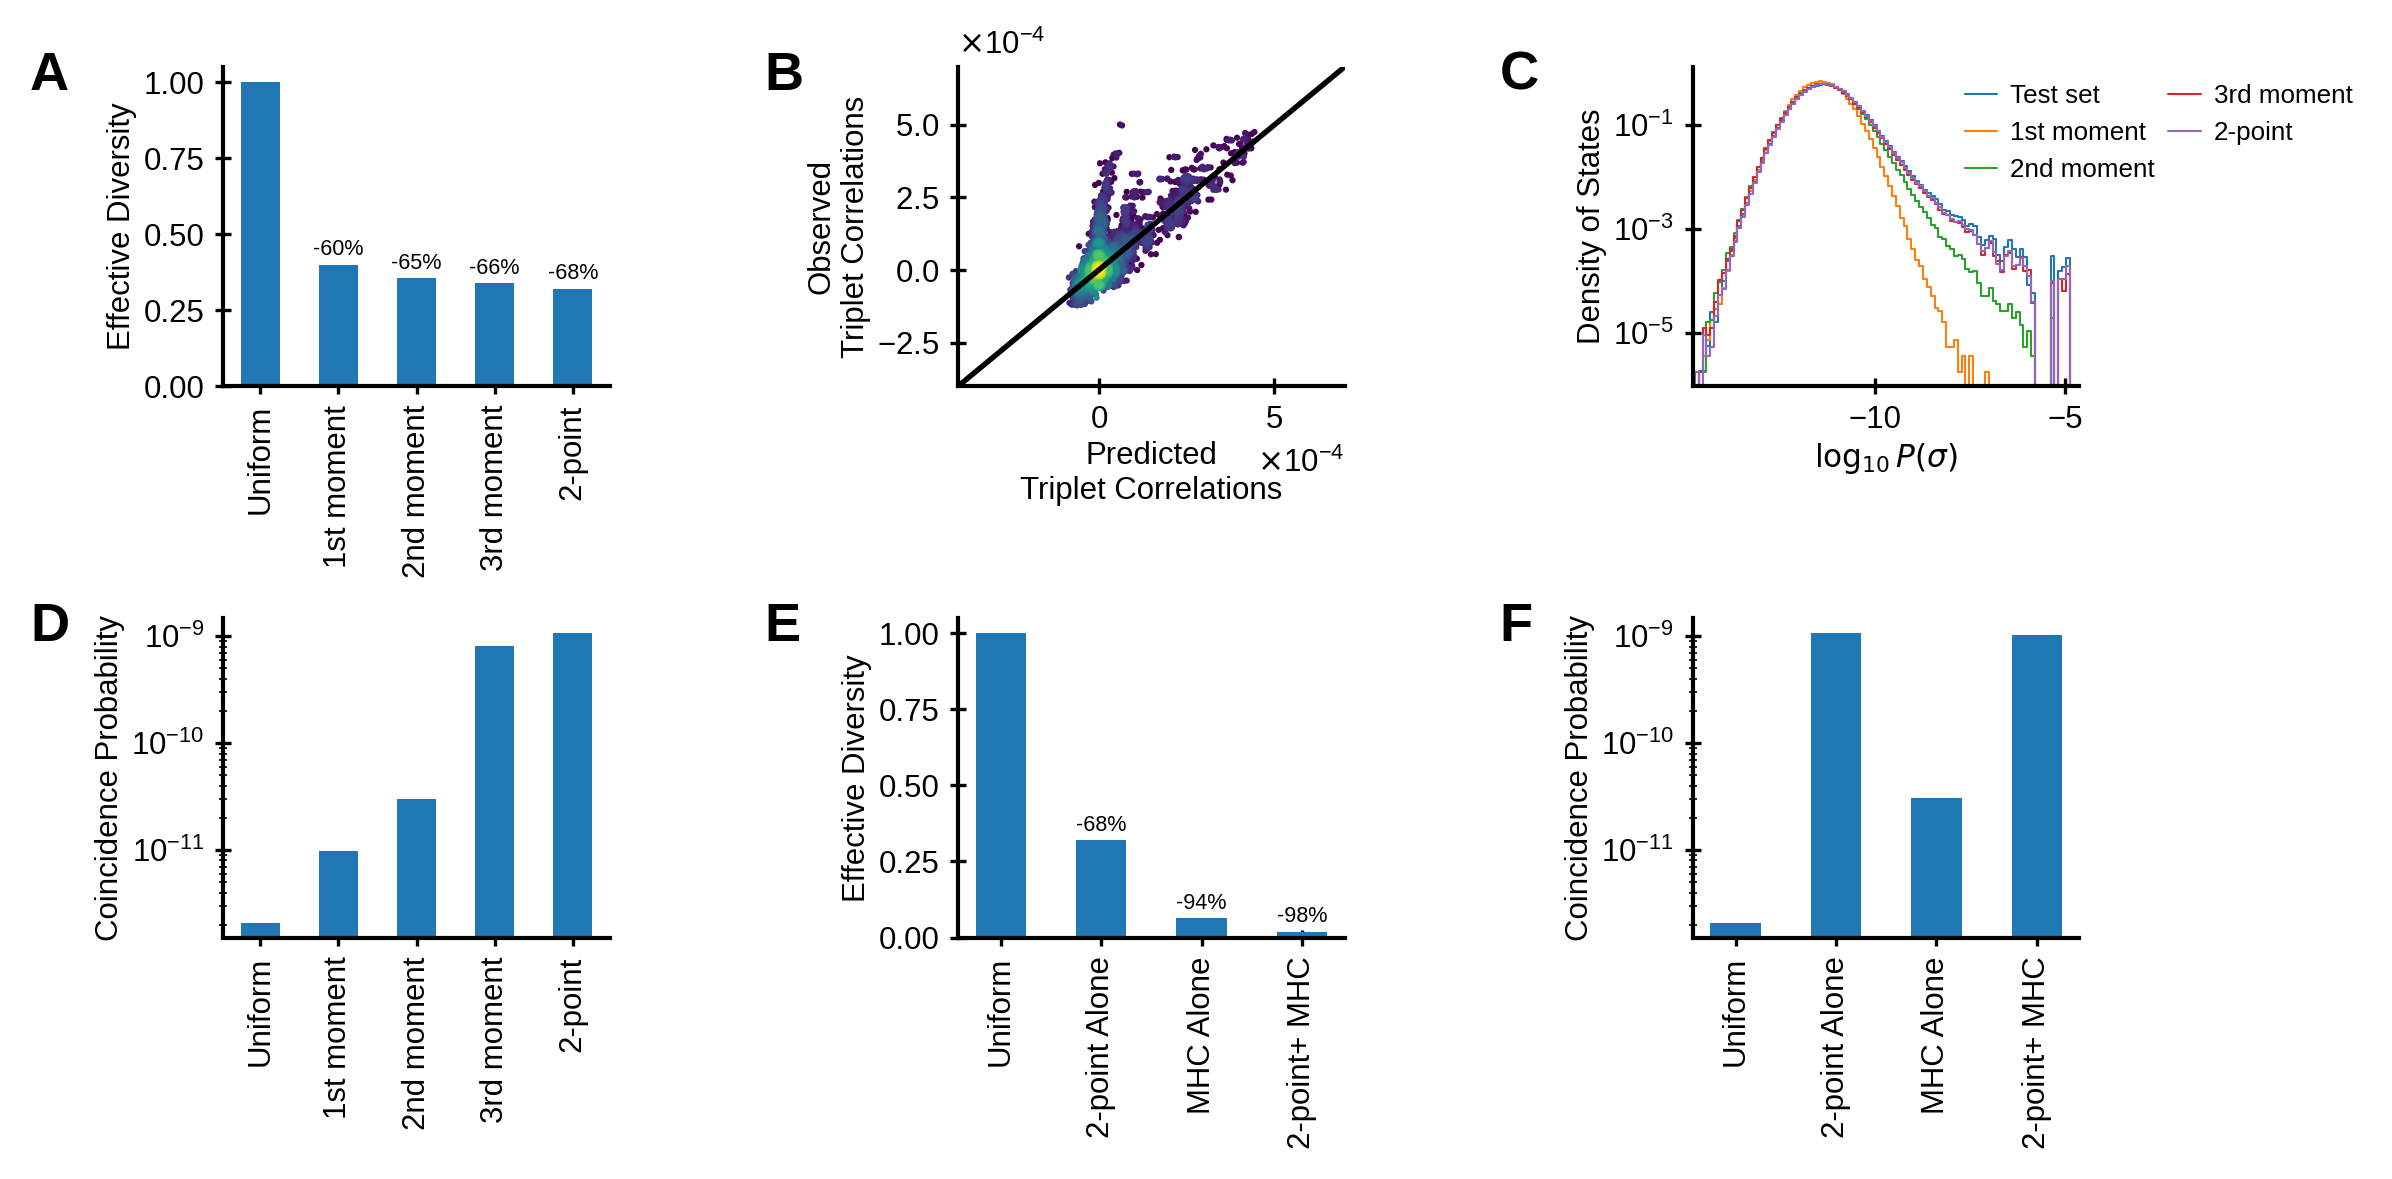 A
Effective Diversity
1.00
0.75
0.50
0.25
0.00
-60%
-65%
-66%
-68%
Uniform
1st moment
2nd moment
3rd moment
2-point
B
×10⁻⁴
Observed
Triplet Correlations
5.0
2.5
0.0
−2.5
0
5
Predicted
×10⁻⁴
Triplet Correlations
C
Density of States
10⁻¹
10⁻³
10⁻⁵
Test set
1st moment
2nd moment
3rd moment
2-point
−10
−5
log₁₀ P(σ)
D
Coincidence Probability
10⁻⁹
10⁻¹⁰
10⁻¹¹
Uniform
1st moment
2nd moment
3rd moment
2-point
E
Effective Diversity
1.00
0.75
0.50
0.25
0.00
-68%
-94%
-98%
Uniform
2-point Alone
MHC Alone
2-point+ MHC
F
Coincidence Probability
10⁻⁹
10⁻¹⁰
10⁻¹¹
Uniform
2-point Alone
MHC Alone
2-point+ MHC